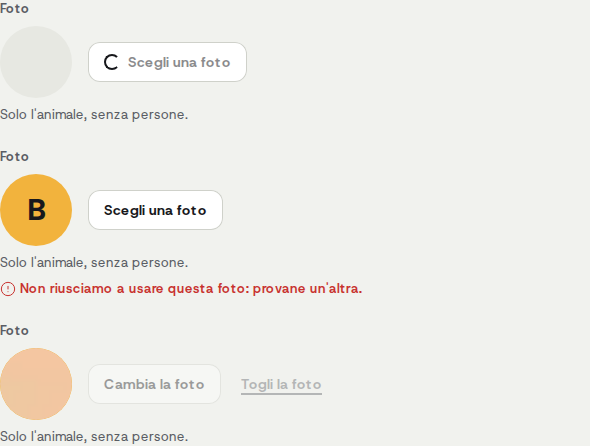 Foto
Scegli una foto
Solo l'animale, senza persone.
Foto
B
Scegli una foto
Solo l'animale, senza persone.
Non riusciamo a usare questa foto: provane un'altra.
Foto
Cambia la foto
Togli la foto
Solo l'animale, senza persone.